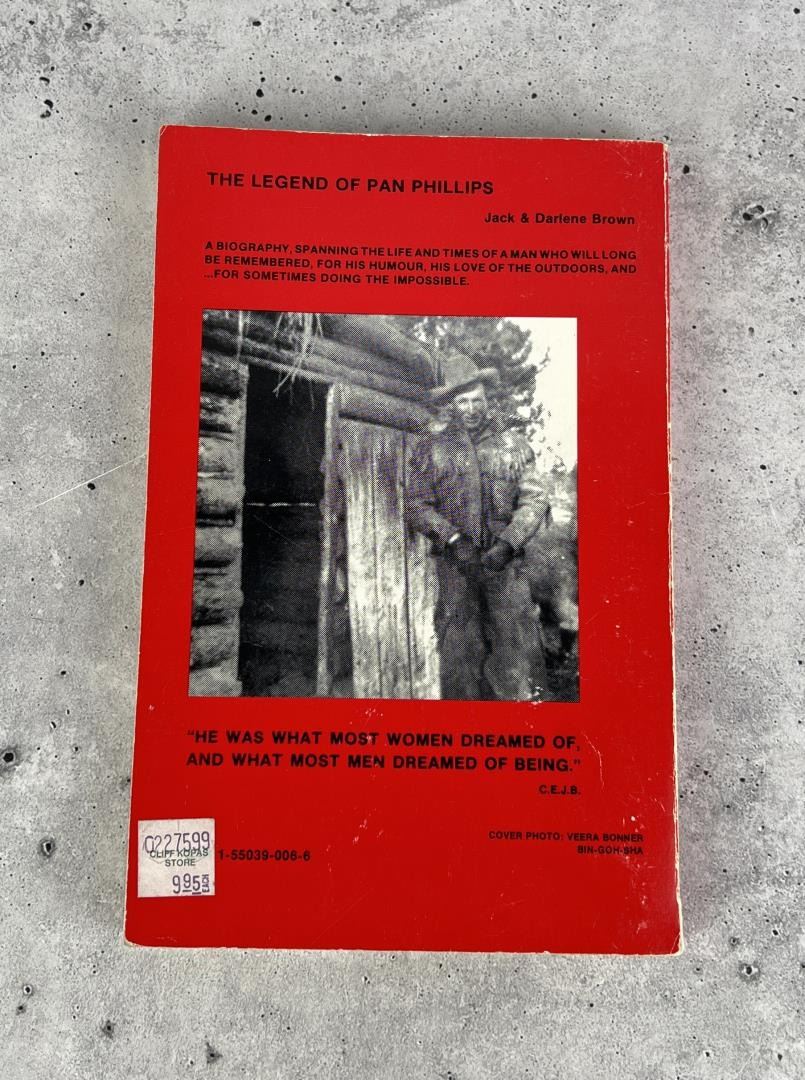 THE LEGEND OF PAN PHILLIPS
Jack & Darlene Brown
A BIOGRAPHY, SPANNING THE LIFE AND TIMES OF A MAN WHO WILL LONG
BE REMEMBERED, FOR HIS HUMOUR, HIS LOVE OF THE OUTDOORS, AND
...FOR SOMETIMES DOING THE IMPOSSIBLE.
"HE WAS WHAT MOST WOMEN DREAMED OF,
AND WHAT MOST MEN DREAMED OF BEING."
C.E.J.B.
COVER PHOTO: VEERA BONNER
BIN-GOH-SHA
0227599
CLIFF KOPAS
STORE
9.95 EACH
1-55039-006-6